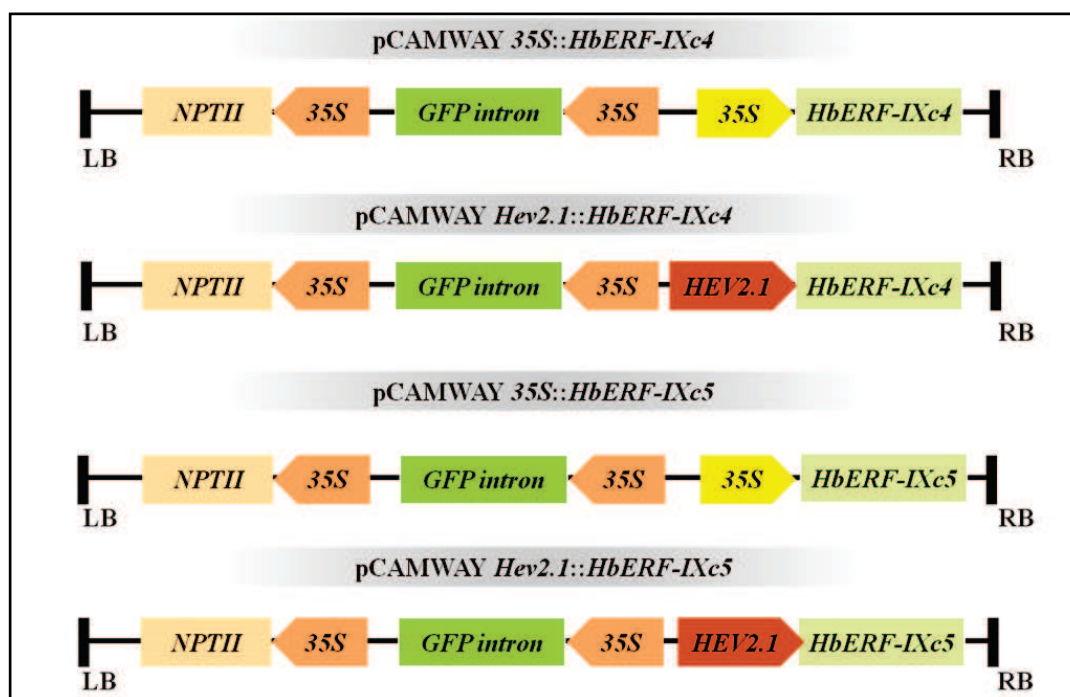 pCAMWAY 35S::HbERF-IXc4
NPTII 35S GFP intron 35S 35S HbERF-IXc4
LB RB
pCAMWAY Hev2.1::HbERF-IXc4
NPTII 35S GFP intron 35S HEV2.1 HbERF-IXc4
LB RB
pCAMWAY 35S::HbERF-IXc5
NPTII 35S GFP intron 35S 35S HbERF-IXc5
LB RB
pCAMWAY Hev2.1::HbERF-IXc5
NPTII 35S GFP intron 35S HEV2.1 HbERF-IXc5
LB RB